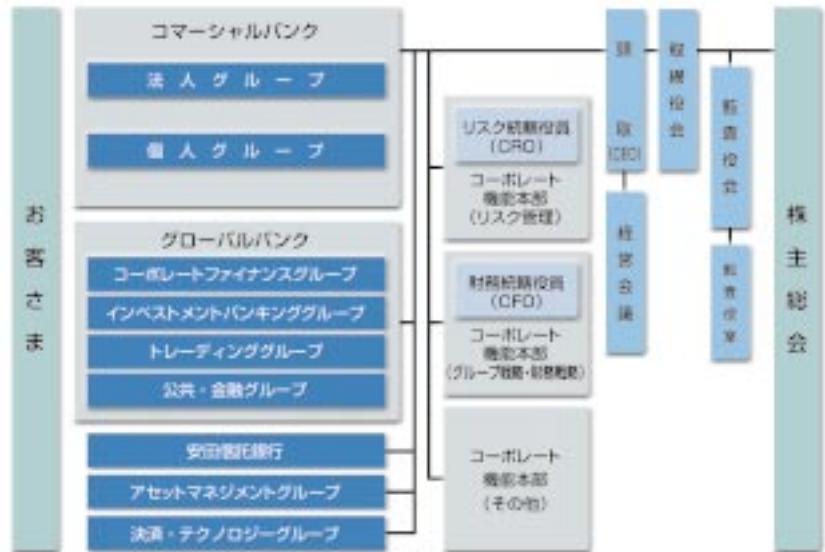 お客さま
コマーシャルバンク
法人グループ
個人グループ
グローバルバンク
コーポレートファイナンスグループ
インベストメントバンキンググループ
トレーディンググループ
公共・金融グループ
安田信託銀行
アセットマネジメントグループ
決済・テクノロジーグループ
リスク統轄役員
(CRO)
コーポレート
機能本部
(リスク管理)
財務統轄役員
(CFO)
コーポレート
機能本部
(グループ戦略・財務戦略)
コーポレート
機能本部
(その他)
頭取(CEO)
経営会議
取締役会
監査役会
監査役室
株主総会